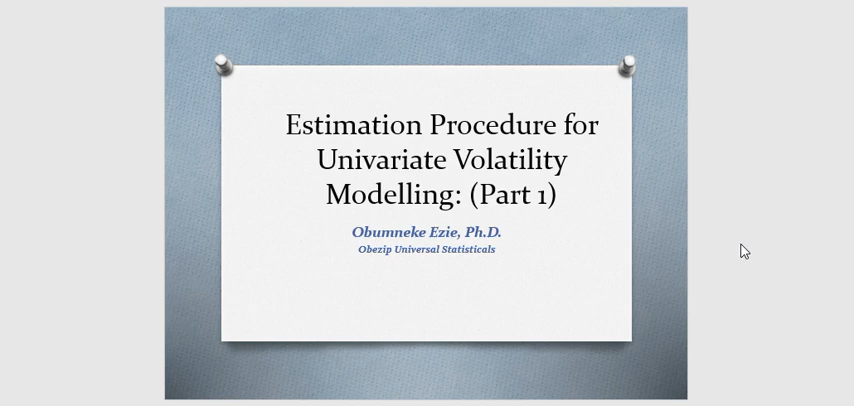 Estimation Procedure for
Univariate Volatility
Modelling: (Part 1)
Obumneke Ezie, Ph.D.
Obezip Universal Statisticals